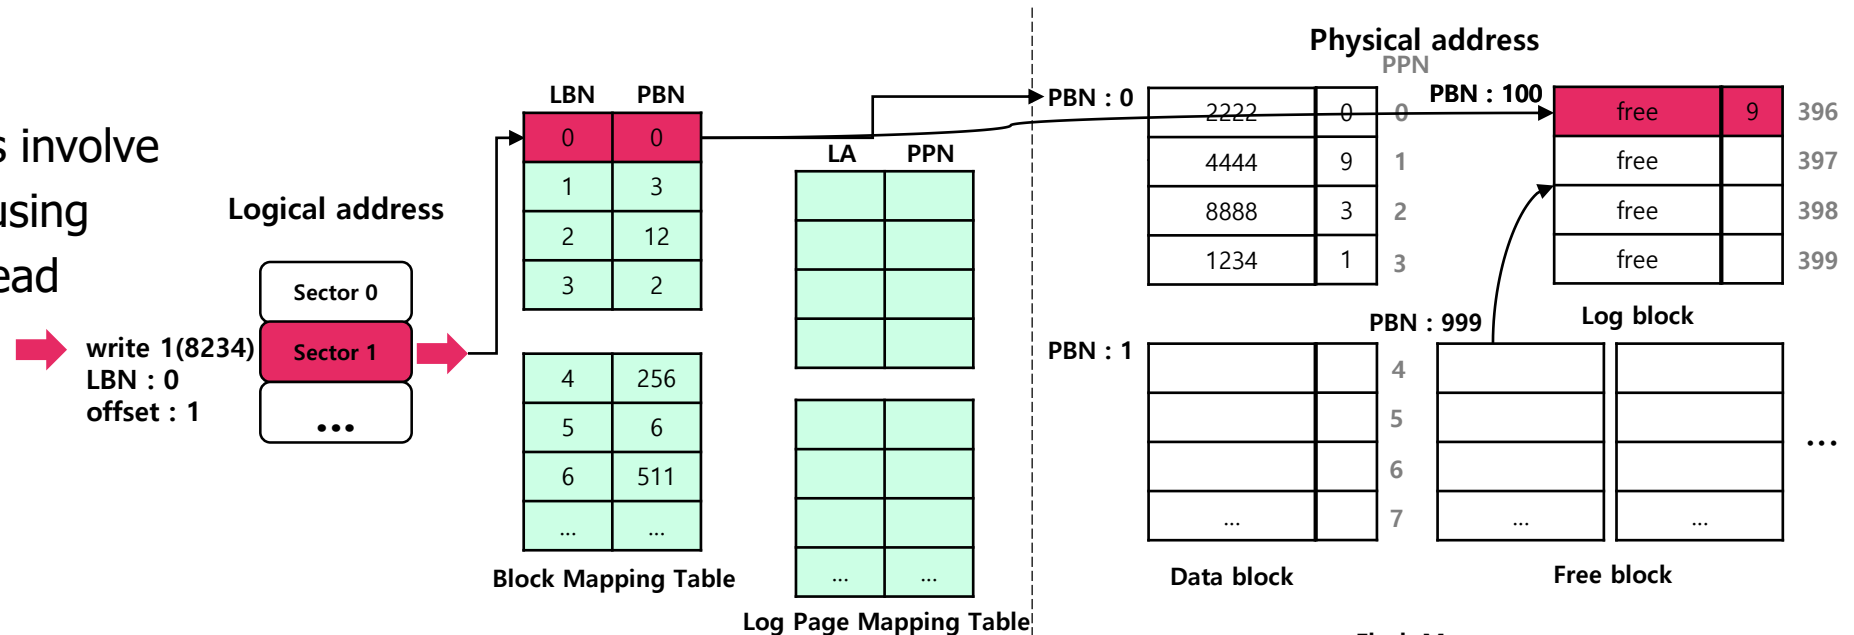 s involve
using
ead
Logical address
Sector 0
Sector 1
...
write 1(8234)
LBN : 0
offset : 1
LBN PBN
0 0
1 3
2 12
3 2
4 256
5 6
6 511
... ...
Block Mapping Table
LA PPN
... ...
Log Page Mapping Table
Physical address
PPN
PBN : 0
2222 0 0
4444 9 1
8888 3 2
1234 1 3
PBN : 100
free 9 396
free 397
free 398
free 399
Log block
PBN : 1
4
5
6
... 7
Data block
PBN : 999
... ...
...
Free block